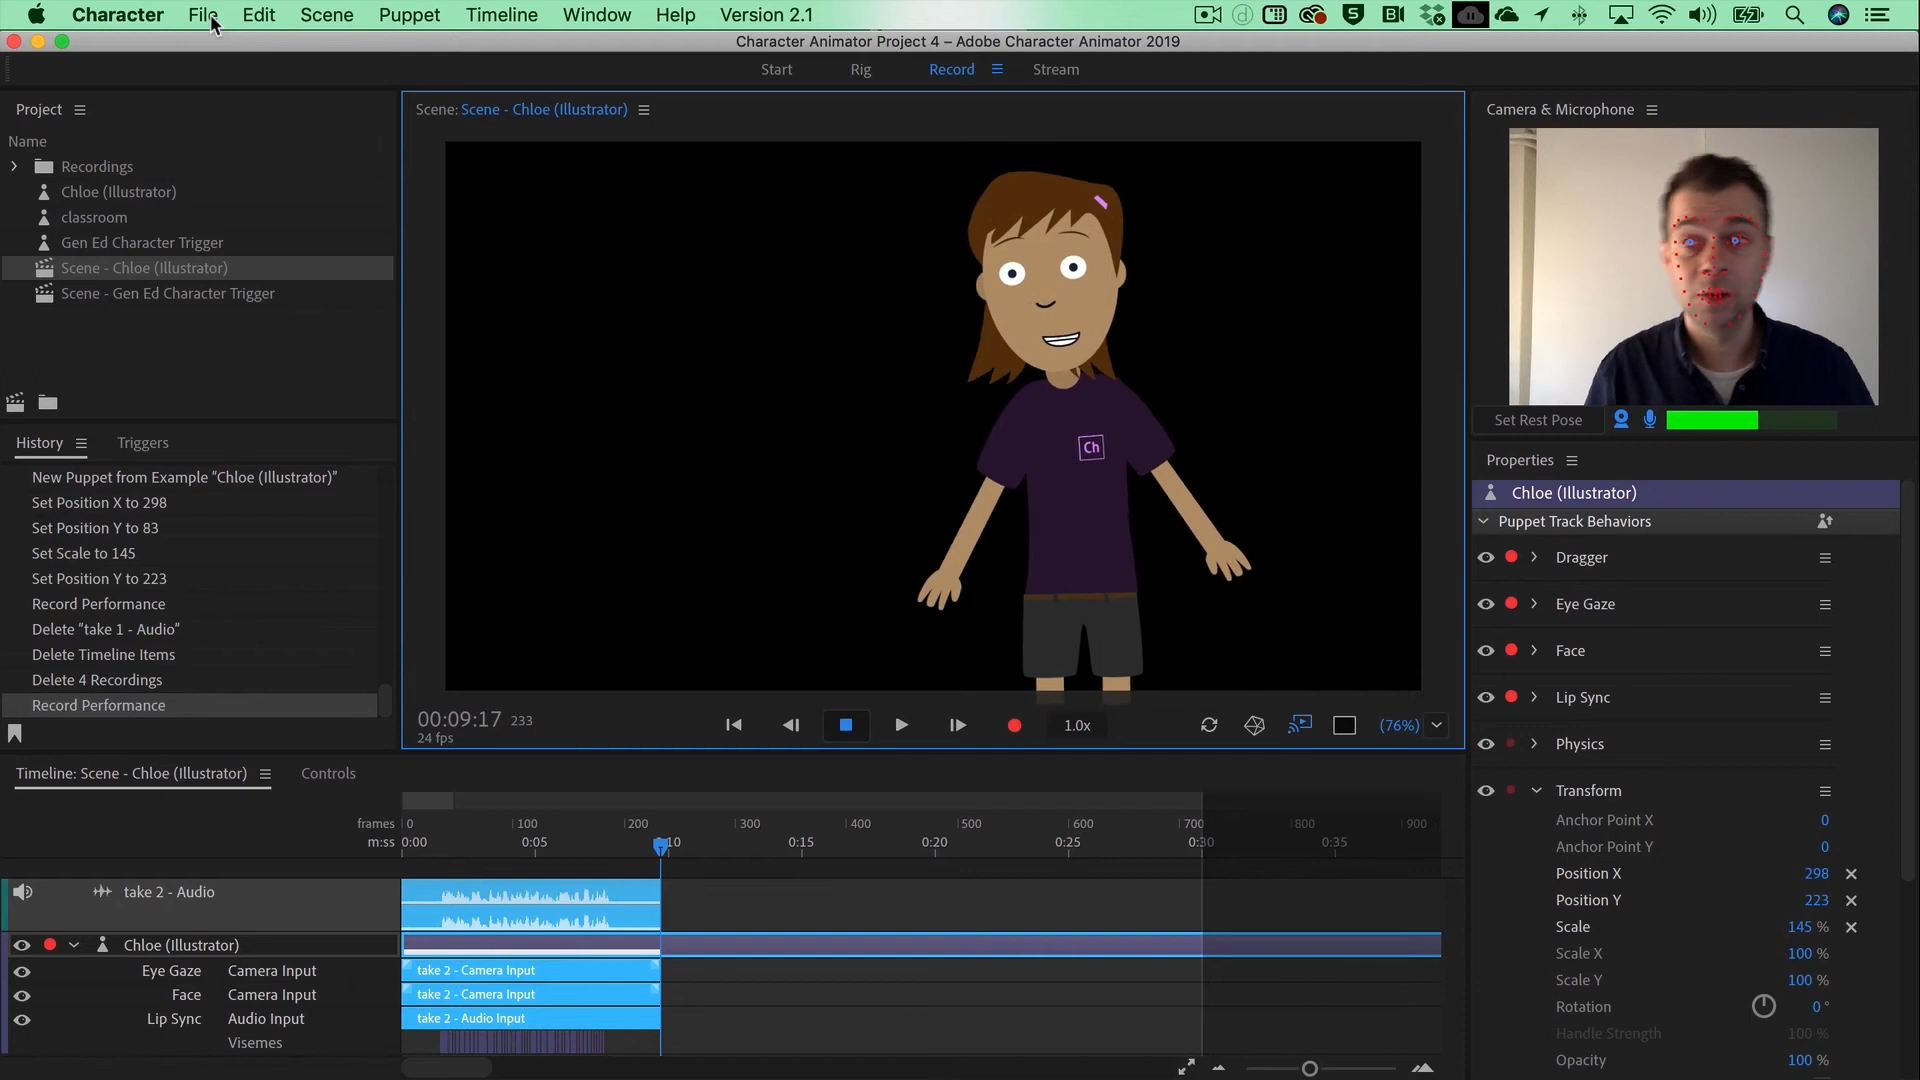 Character File Edit Scene Puppet Timeline Window Help Version 2.1
Character Animator Project 4 – Adobe Character Animator 2019
Start Rig Record Stream
Project
Name
Recordings
Chloe (Illustrator)
classroom
Gen Ed Character Trigger
Scene - Chloe (Illustrator)
Scene - Gen Ed Character Trigger
History Triggers
New Puppet from Example “Chloe (Illustrator)”
Set Position X to 298
Set Position Y to 83
Set Scale to 145
Set Position Y to 223
Record Performance
Delete “take 1 - Audio”
Delete Timeline Items
Delete 4 Recordings
Record Performance
Scene: Scene - Chloe (Illustrator)
Ch
00:09:17 233
24 fps
1.0x
(76%)
Camera & Microphone
Set Rest Pose
Properties
Chloe (Illustrator)
Puppet Track Behaviors
Dragger
Eye Gaze
Face
Lip Sync
Physics
Transform
Anchor Point X 0
Anchor Point Y 0
Position X 298
Position Y 223
Scale 145 %
Scale X 100 %
Scale Y 100 %
Rotation 0 °
Handle Strength 100 %
Opacity 100 %
Timeline: Scene - Chloe (Illustrator) Controls
frames 0 100 200 300 400 500 600 700 800 900
m:ss 0:00 0:05 0:10 0:15 0:20 0:25 0:30 0:35
take 2 - Audio
Chloe (Illustrator)
Eye Gaze Camera Input take 2 - Camera Input
Face Camera Input take 2 - Camera Input
Lip Sync Audio Input take 2 - Audio Input
Visemes